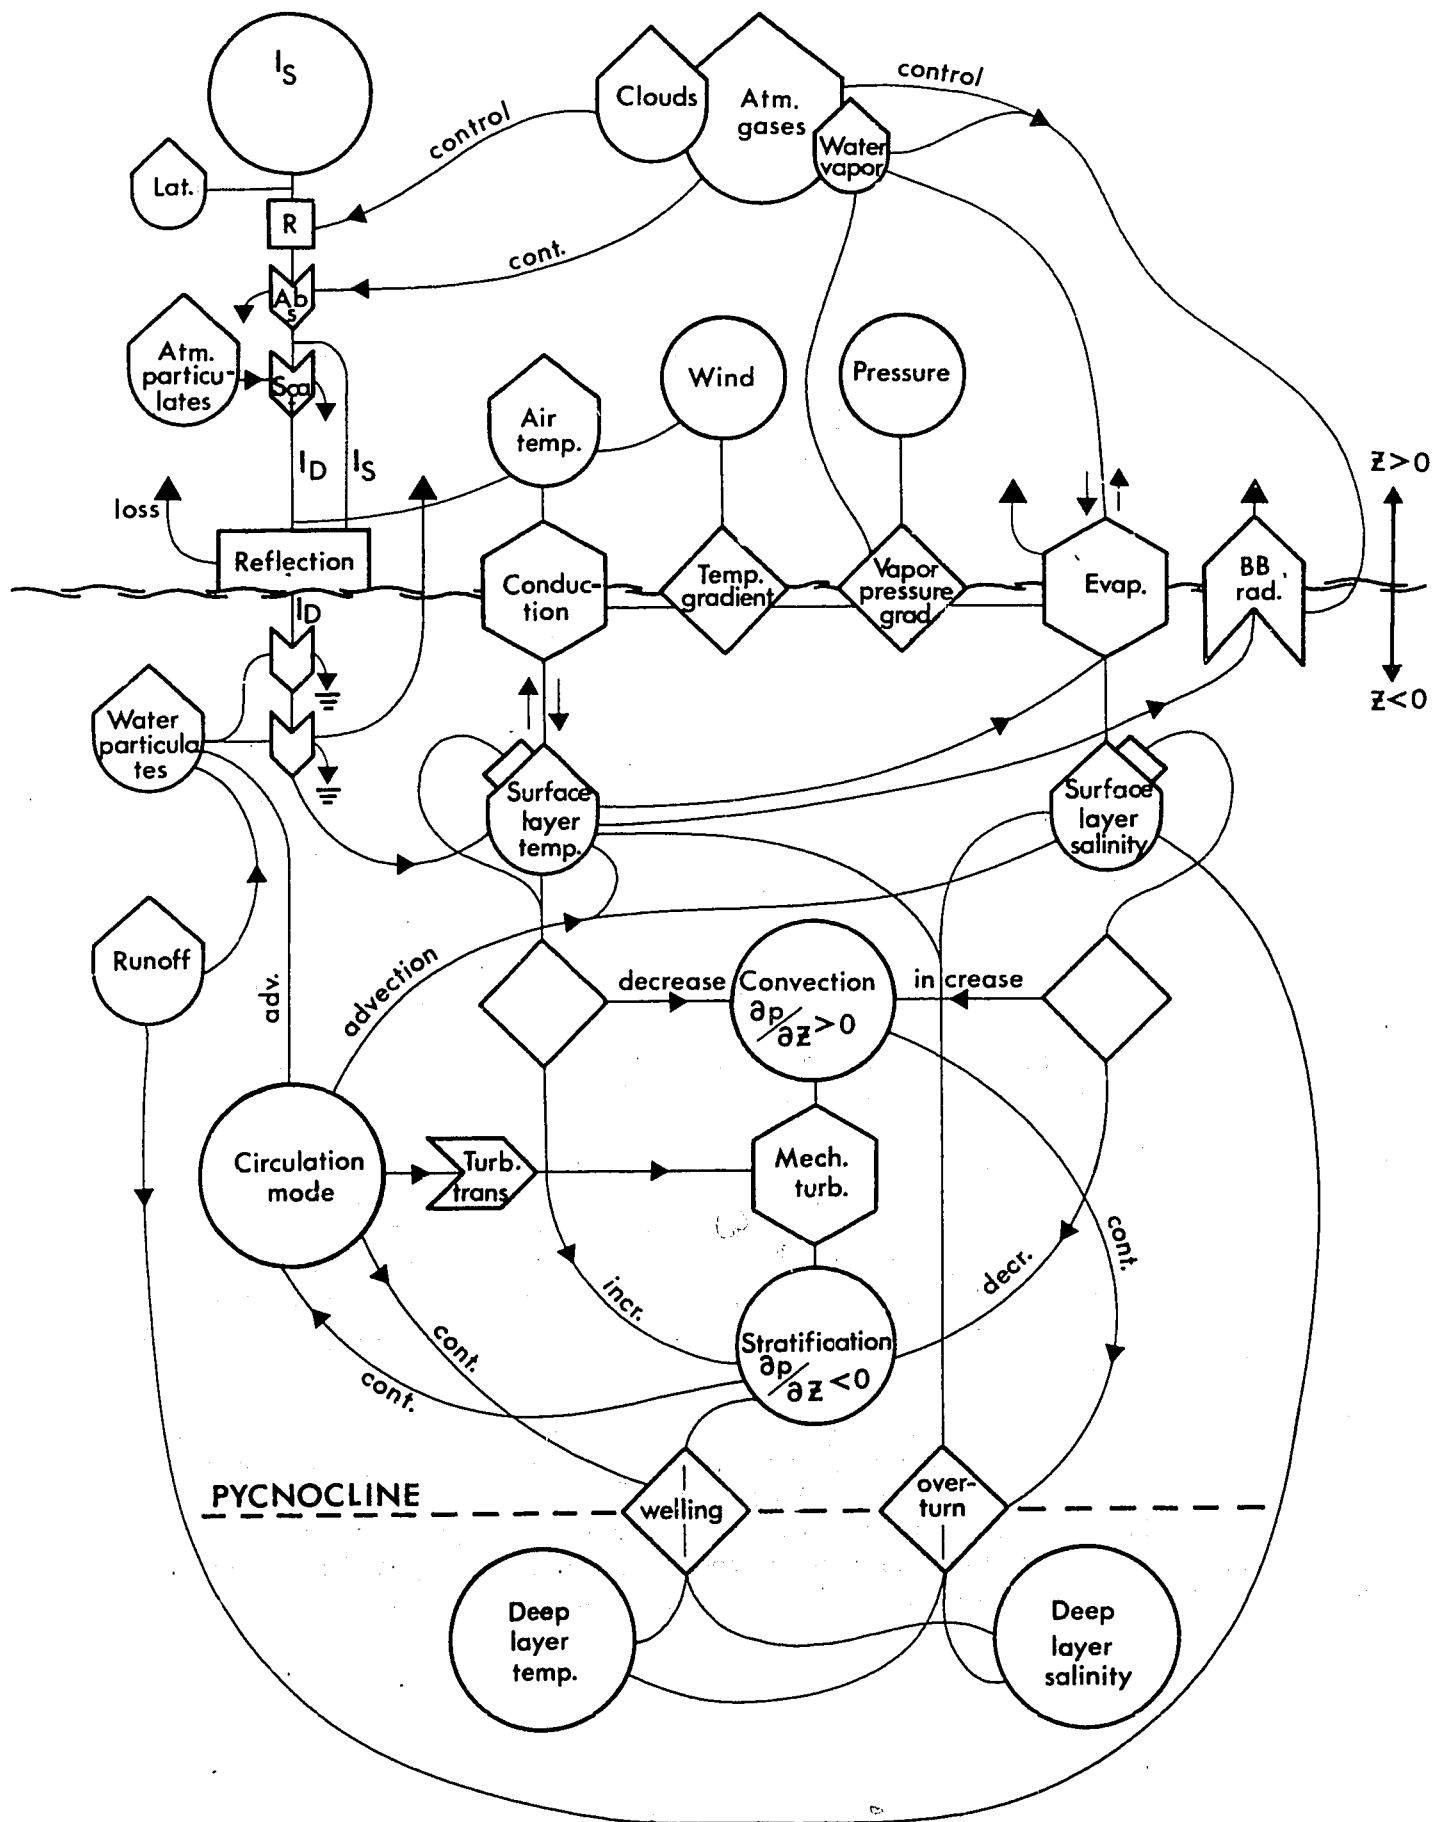 I_S
Clouds
Atm.
gases
control
Water
vapor
control
Lat.
R
cont.
Ab
s
Atm.
particu-
lates
Sca
t
Air
temp.
Wind
Pressure
I_D
I_S
Z>0
loss
Reflection
Conduc-
tion
Temp.
gradient
Vapor
pressure
grad.
Evap.
BB
rad.
I_D
Z<0
Water
particula
tes
Surface
layer
temp.
Surface
layer
salinity
Runoff
adv.
advection
decrease
Convection
∂p/∂Z>0
in crease
Circulation
mode
Turb.
trans.
Mech.
turb.
cont.
decr.
incr.
cont.
cont.
Stratification
∂p/∂Z<0
PYCNOCLINE
welling
over-
turn
Deep
layer
temp.
Deep
layer
salinity